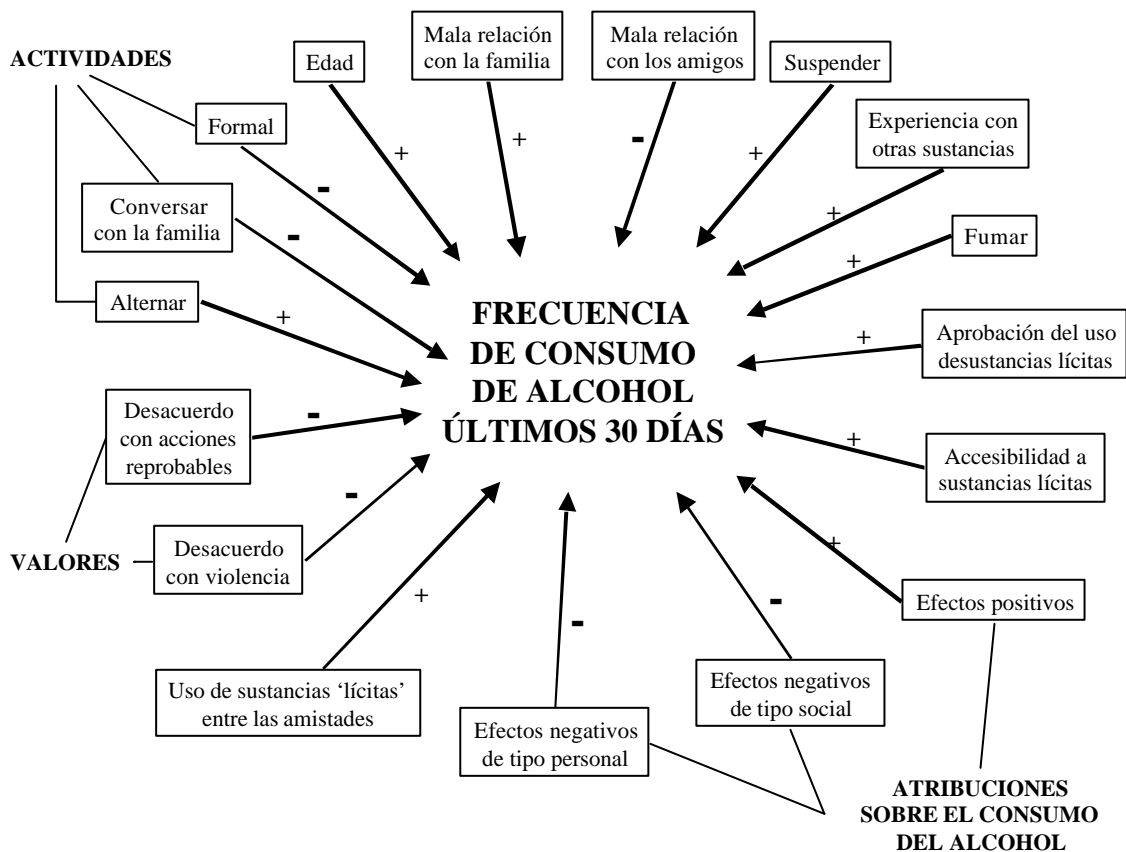 ACTIVIDADES
Edad
Mala relación
con la familia
Mala relación
con los amigos
Suspender
Formal
Experiencia con
otras sustancias
Conversar
con la familia
Fumar
Alternar
FRECUENCIA
DE CONSUMO
DE ALCOHOL
ÚLTIMOS 30 DÍAS
Aprobación del uso
desustancias lícitas
Desacuerdo
con acciones
reprobables
Accesibilidad a
sustancias lícitas
VALORES
Desacuerdo
con violencia
Efectos positivos
Uso de sustancias ‘lícitas’
entre las amistades
Efectos negativos
de tipo personal
Efectos negativos
de tipo social
ATRIBUCIONES
SOBRE EL CONSUMO
DEL ALCOHOL
+
+
-
+
-
+
-
+
+
+
-
+
-
+
+
-
-